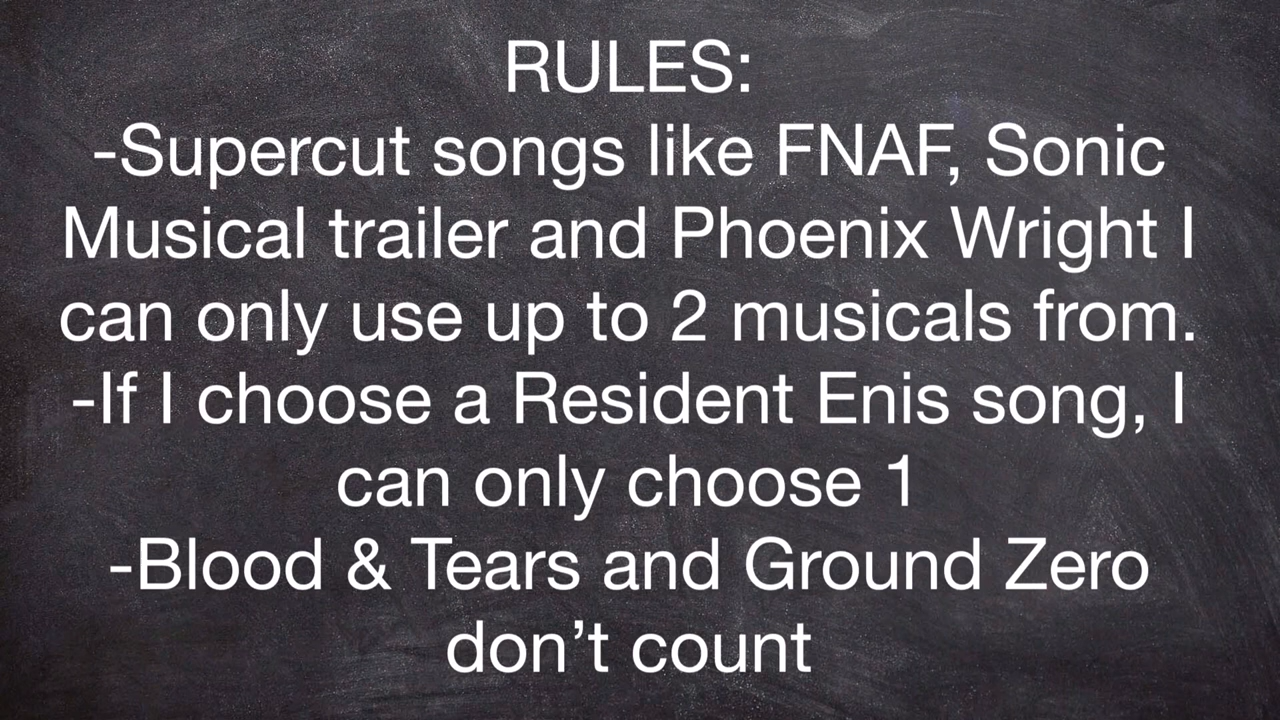 RULES:
-Supercut songs like FNAF, Sonic
Musical trailer and Phoenix Wright I
can only use up to 2 musicals from.
-If I choose a Resident Enis song, I
can only choose 1
-Blood & Tears and Ground Zero
don’t count